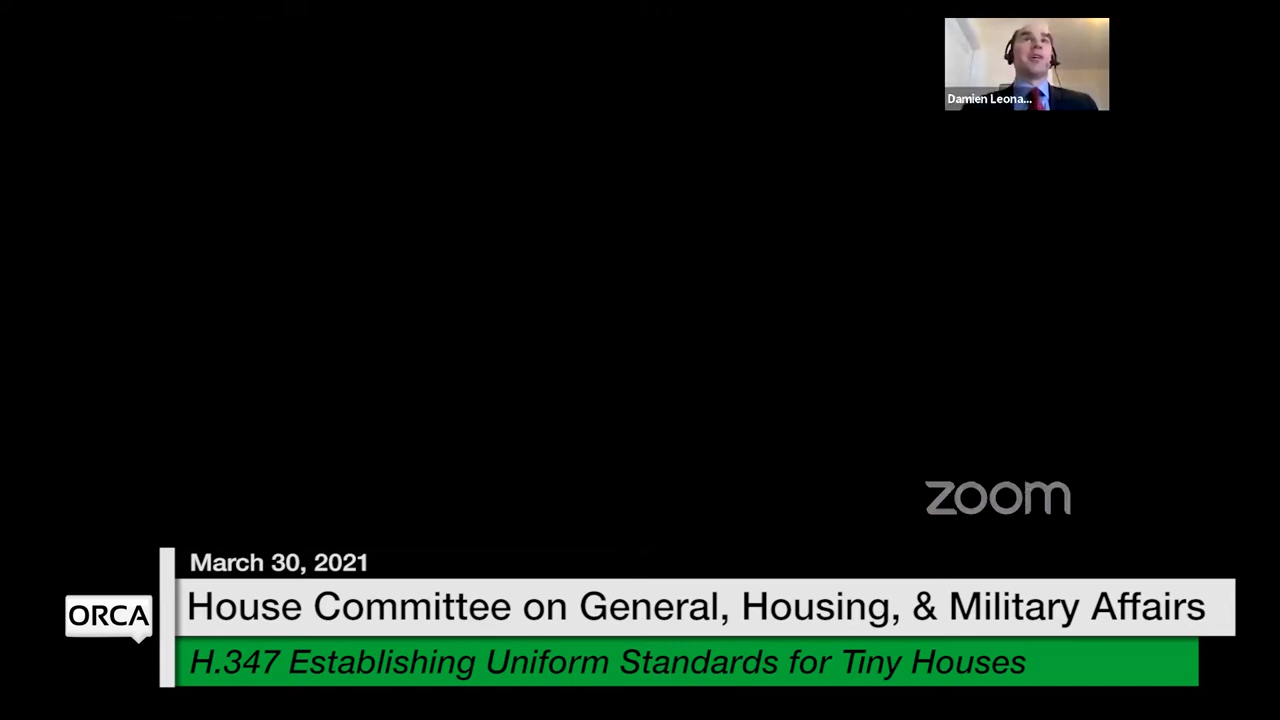 Damien Leona...
zoom
March 30, 2021
ORCA
House Committee on General, Housing, & Military Affairs
H.347 Establishing Uniform Standards for Tiny Houses